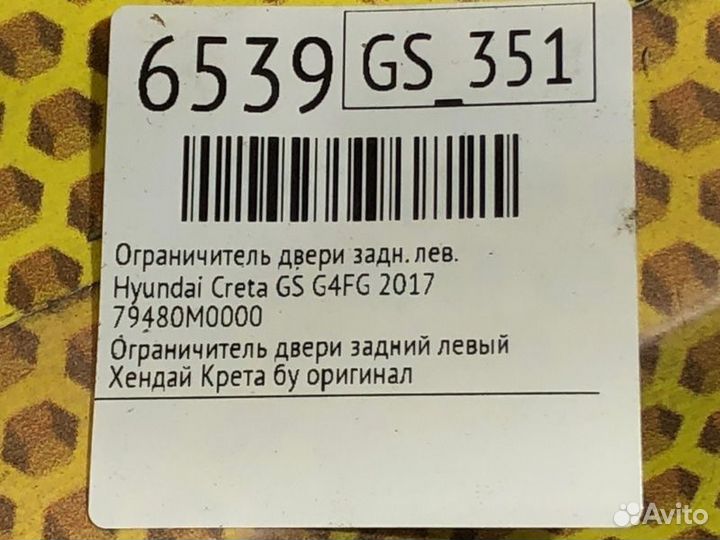 6539 GS_351
Ограничитель двери задн. лев.
Hyundai Creta GS G4FG 2017
79480M0000
Ограничитель двери задний левый
Хендай Крета бу оригинал
Avito